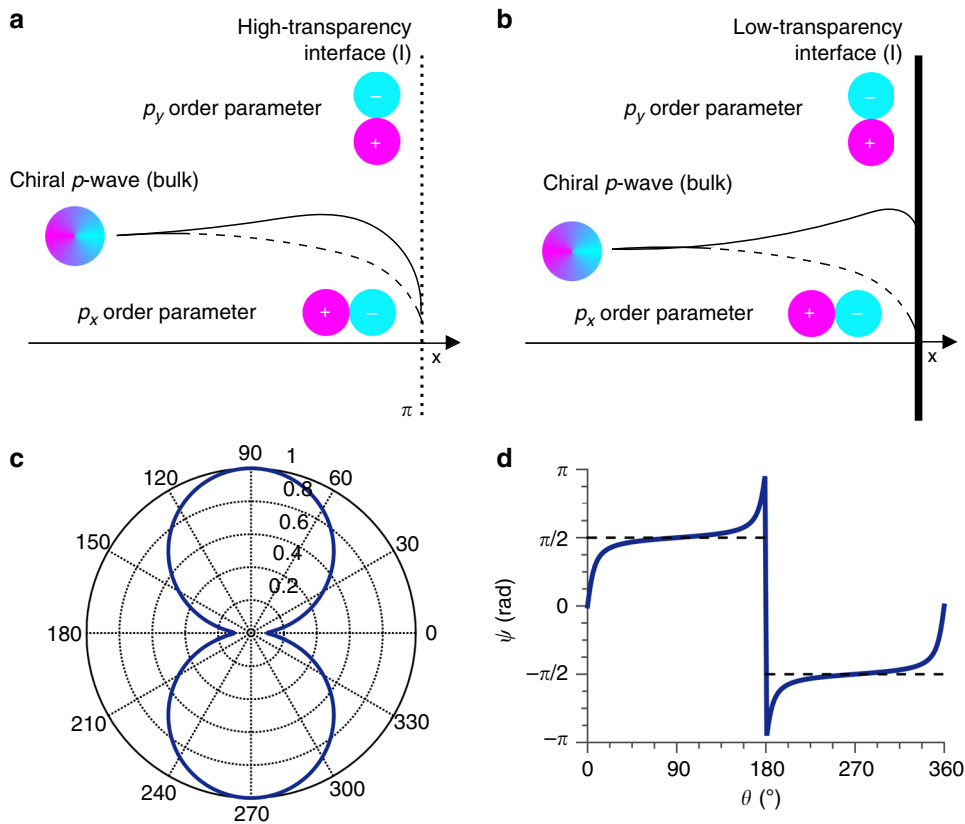 a
High-transparency
interface (I)
p_y order parameter
–
+
Chiral p-wave (bulk)
p_x order parameter
+ –
x
π
b
Low-transparency
interface (I)
p_y order parameter
–
+
Chiral p-wave (bulk)
p_x order parameter
+ –
x
c
90
1
120
60
0.8
0.6
150
30
0.4
0.2
180
0
210
330
240
300
270
d
π
π/2
0
−π/2
−π
ψ (rad)
0 90 180 270 360
θ (°)